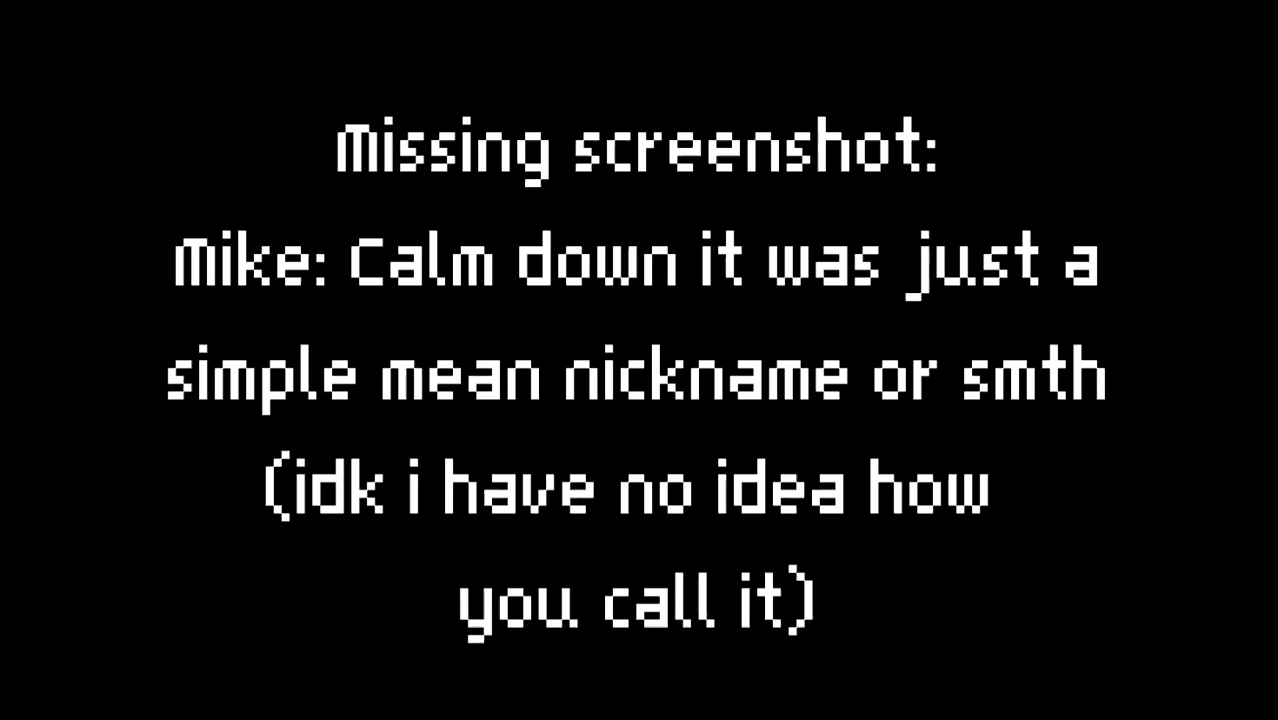 Missing screenshot:
Mike: Calm down it was just a
simple mean nickname or smth
(idk i have no idea how
you call it)